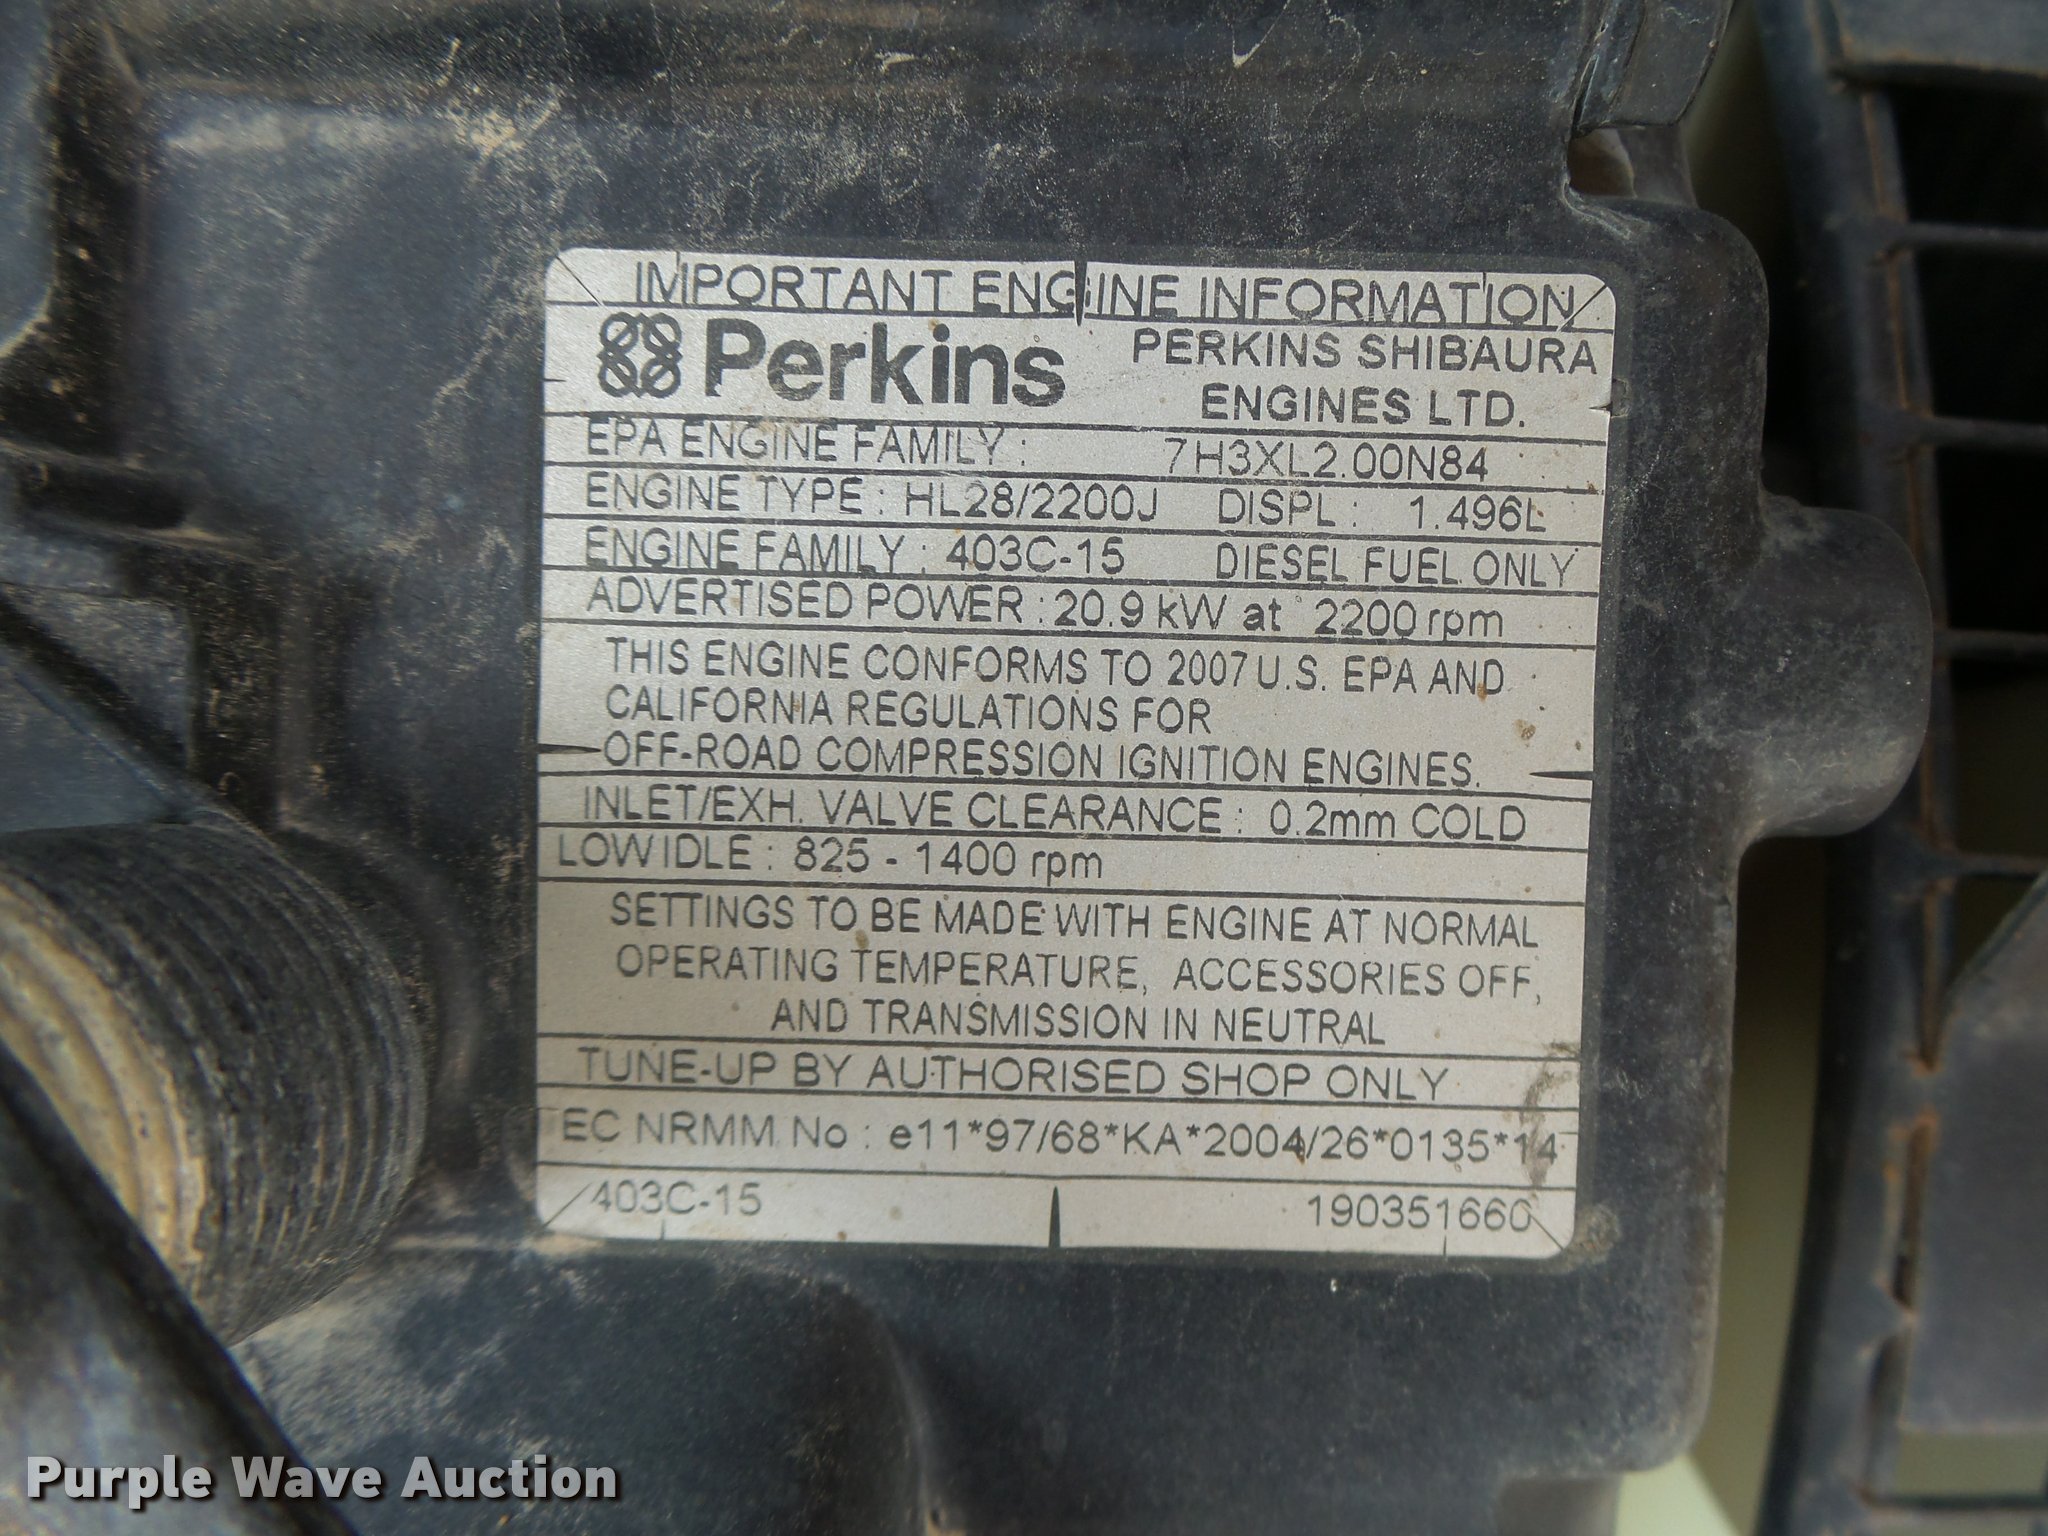 IMPORTANT ENGINE INFORMATION
Perkins PERKINS SHIBAURA
ENGINES LTD.
EPA ENGINE FAMILY : 7H3XL2.00N84
ENGINE TYPE : HL28/2200J DISPL : 1.496L
ENGINE FAMILY : 403C-15 DIESEL FUEL ONLY
ADVERTISED POWER : 20.9 kW at 2200 rpm
THIS ENGINE CONFORMS TO 2007 U.S. EPA AND
CALIFORNIA REGULATIONS FOR
OFF-ROAD COMPRESSION IGNITION ENGINES.
INLET/EXH. VALVE CLEARANCE : 0.2mm COLD
LOW IDLE : 825 - 1400 rpm
SETTINGS TO BE MADE WITH ENGINE AT NORMAL
OPERATING TEMPERATURE, ACCESSORIES OFF,
AND TRANSMISSION IN NEUTRAL
TUNE-UP BY AUTHORISED SHOP ONLY
EC NRMM No : e11*97/68*KA*2004/26*0135*14
403C-15 190351660
Purple Wave Auction